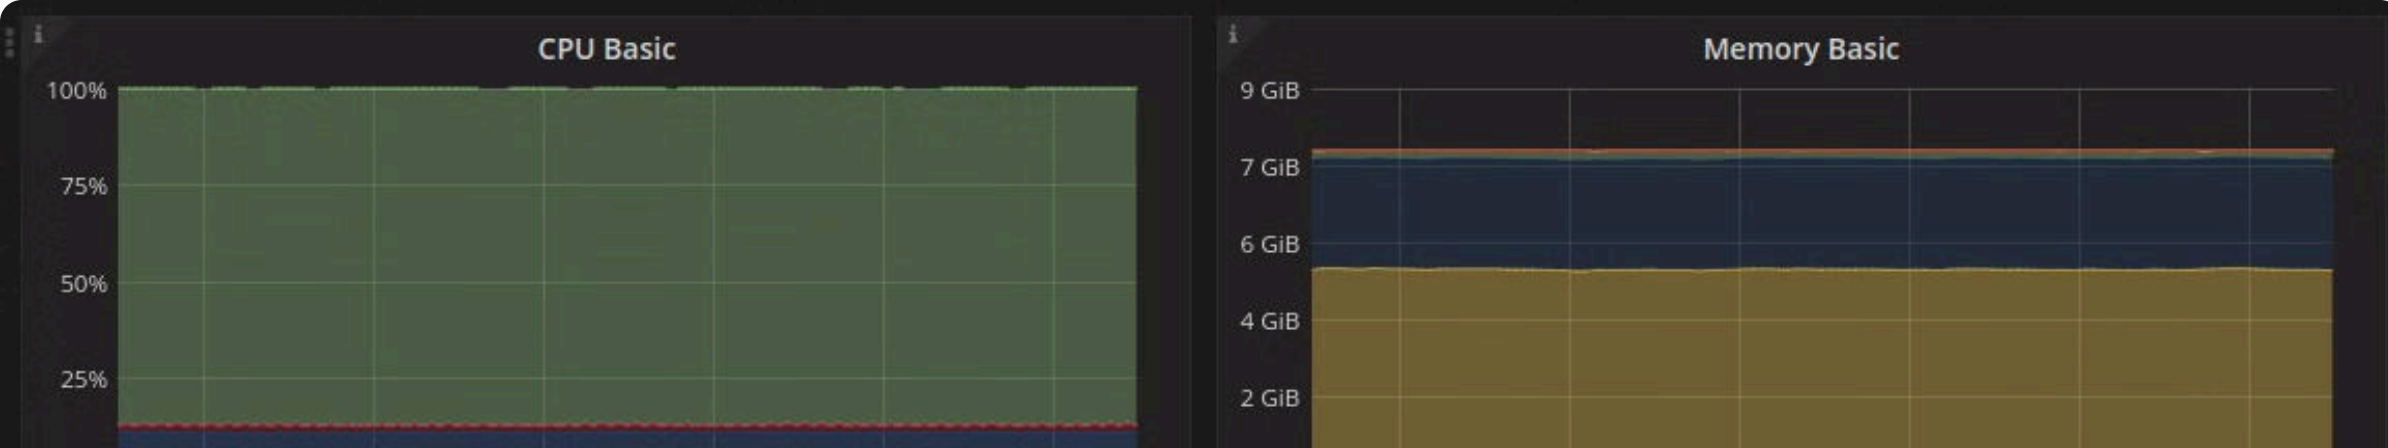 CPU Basic
100%
75%
50%
25%
Memory Basic
9 GiB
7 GiB
6 GiB
4 GiB
2 GiB